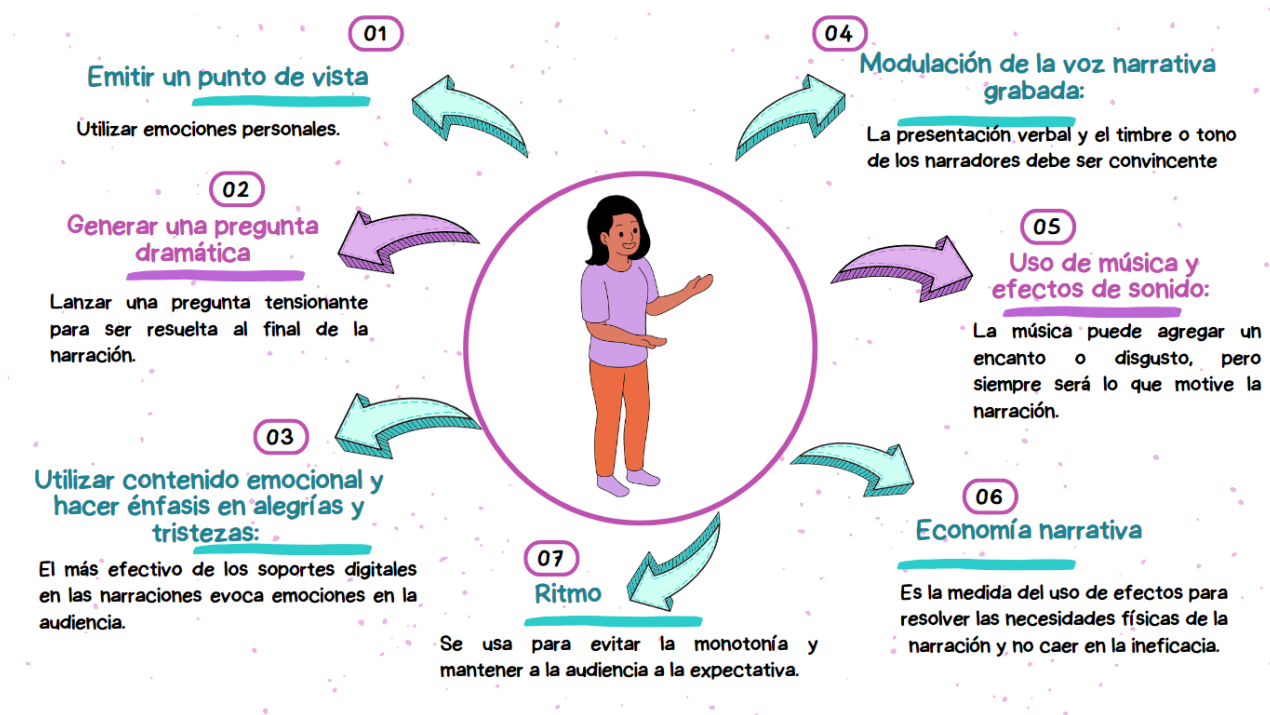 01
Emitir un punto de vista
Utilizar emociones personales.
02
Generar una pregunta
dramática
Lanzar una pregunta tensionante
para ser resuelta al final de la
narración.
03
Utilizar contenido emocional y
hacer énfasis en alegrías y
tristezas:
El más efectivo de los soportes digitales
en las narraciones evoca emociones en la
audiencia.
04
Modulación de la voz narrativa
grabada:
La presentación verbal y el timbre o tono
de los narradores debe ser convincente
05
Uso de música y
efectos de sonido:
La música puede agregar un
encanto o disgusto, pero
siempre será lo que motive la
narración.
06
Economía narrativa
Es la medida del uso de efectos para
resolver las necesidades físicas de la
narración y no caer en la ineficacia.
07
Ritmo
Se usa para evitar la monotonía y
mantener a la audiencia a la expectativa.